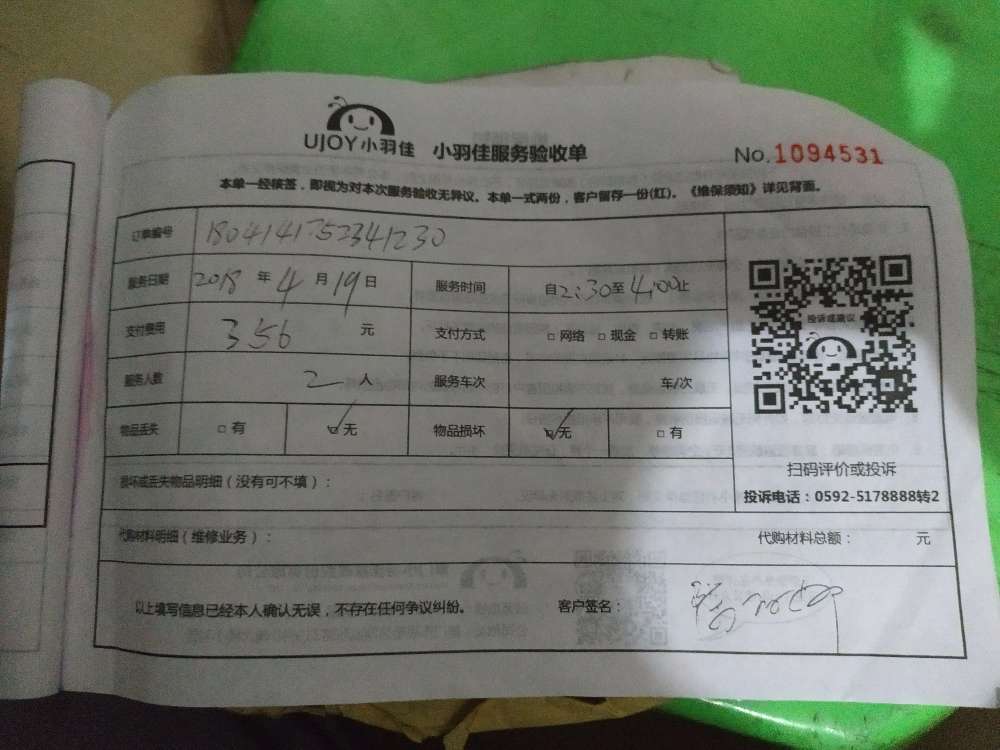 UJOY小羽佳 小羽佳服务验收单 No.1094531
本单一经核签，即视为对本次服务验收无异议。本单一式两份，客户留存一份(红)。《维保须知》详见背面。
订单编号 1804141752341230
服务日期 2018 年 4 月 19 日 服务时间 自2:30至4:00止
支付费用 356 元 支付方式 □ 网络 □ 现金 □ 转账
投诉或建议
服务人数 2 人 服务车次 车/次
物品丢失 □ 有 ☑ 无 物品损坏 ☑ 无 □ 有
扫码评价或投诉
损坏或丢失物品明细（没有可不填）：
投诉电话：0592-5178888转2
代购材料明细（维修业务）： 代购材料总额： 元
以上填写信息已经本人确认无误，不存在任何争议纠纷。 客户签名：